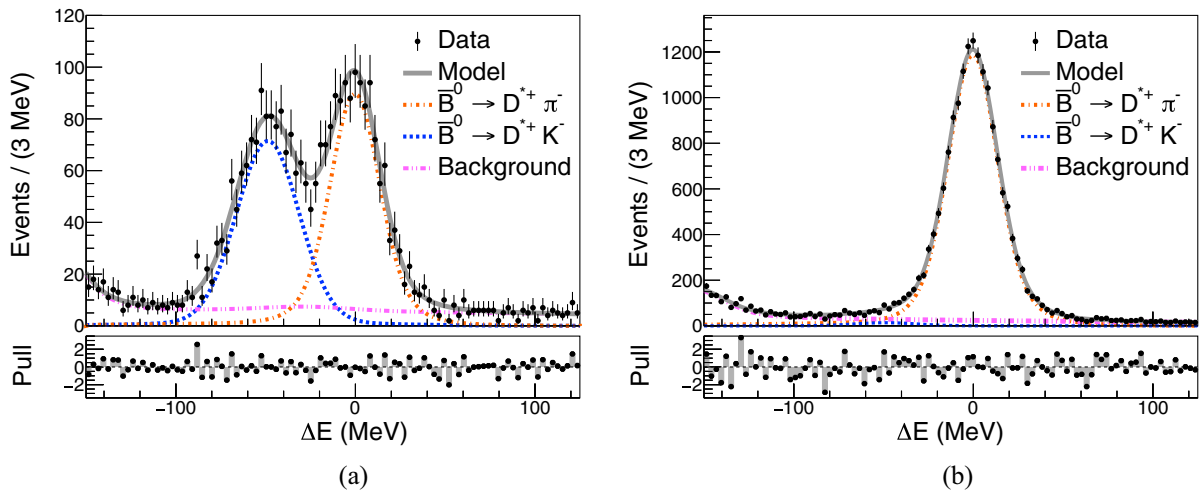 120
100
80
60
40
20
0
Events / (3 MeV)
Data
Model
B̅⁰ → D*⁺ π⁻
B̅⁰ → D*⁺ K⁻
Background
2
0
−2
Pull
−100
0
100
ΔE (MeV)
(a)
1200
1000
800
600
400
200
0
Events / (3 MeV)
Data
Model
B̅⁰ → D*⁺ π⁻
B̅⁰ → D*⁺ K⁻
Background
2
0
−2
Pull
−100
0
100
ΔE (MeV)
(b)